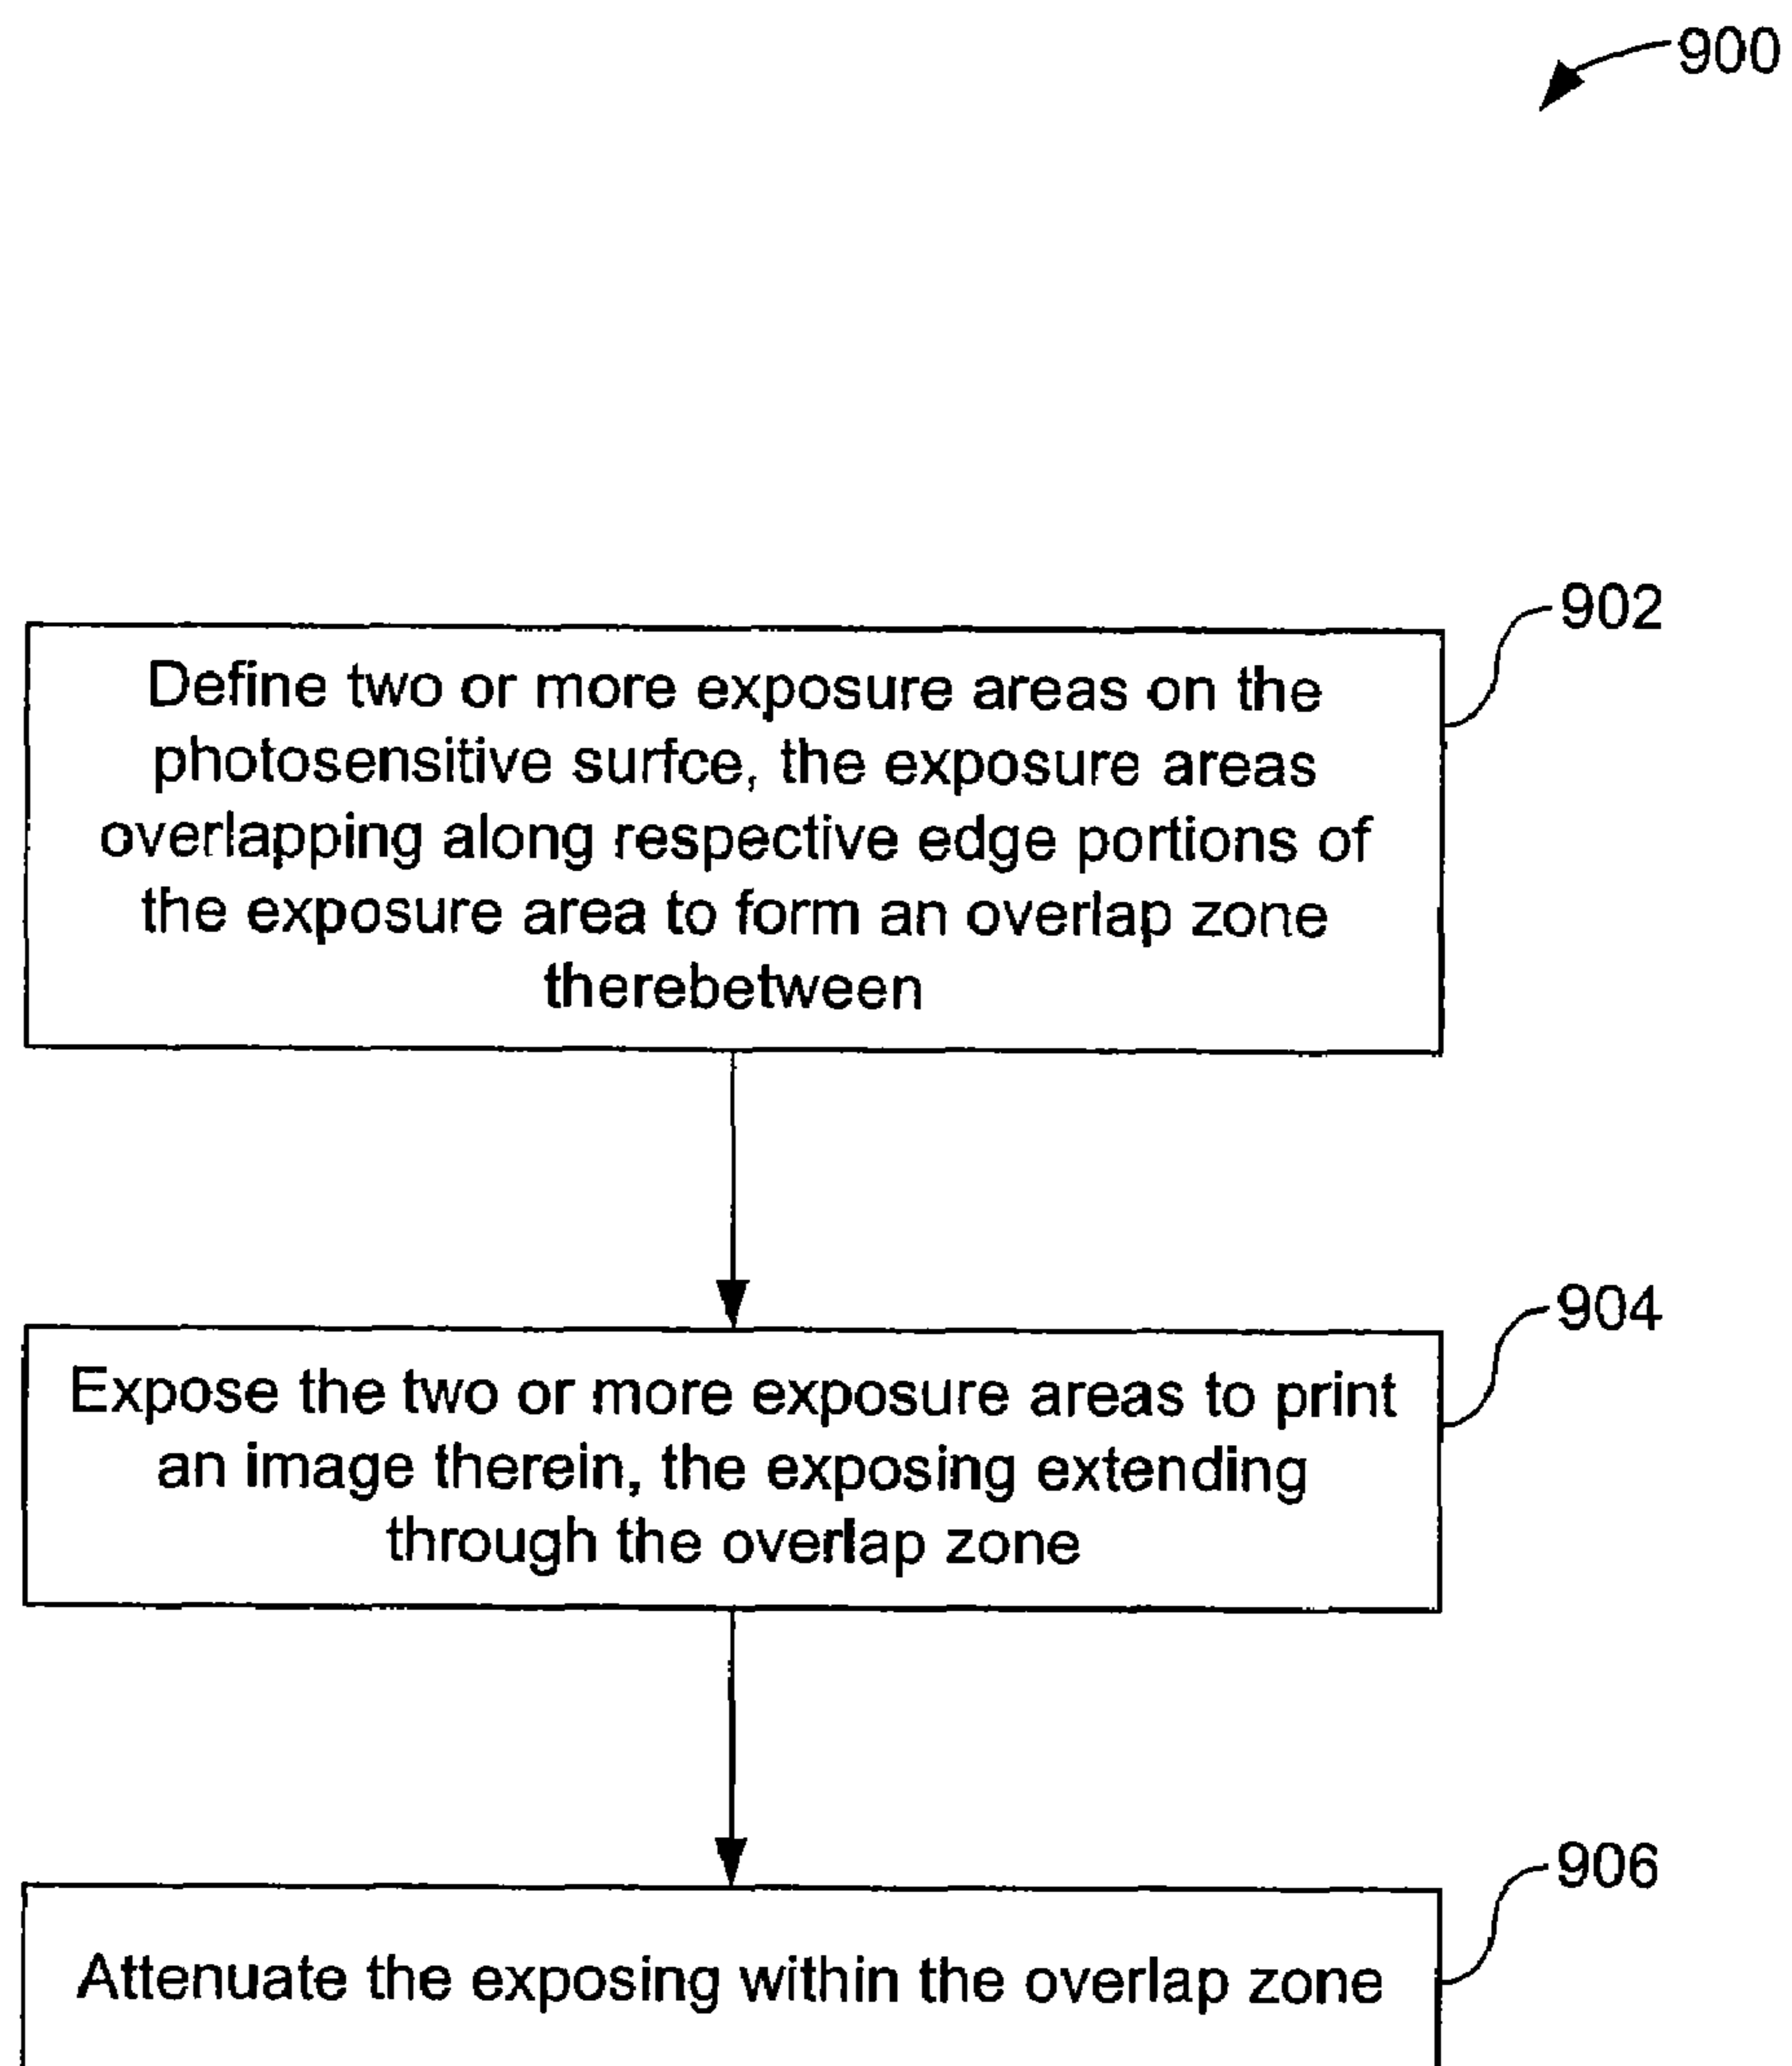 900
902
Define two or more exposure areas on the
photosensitive surfce, the exposure areas
overlapping along respective edge portions of
the exposure area to form an overlap zone
therebetween
904
Expose the two or more exposure areas to print
an image therein, the exposing extending
through the overlap zone
906
Attenuate the exposing within the overlap zone